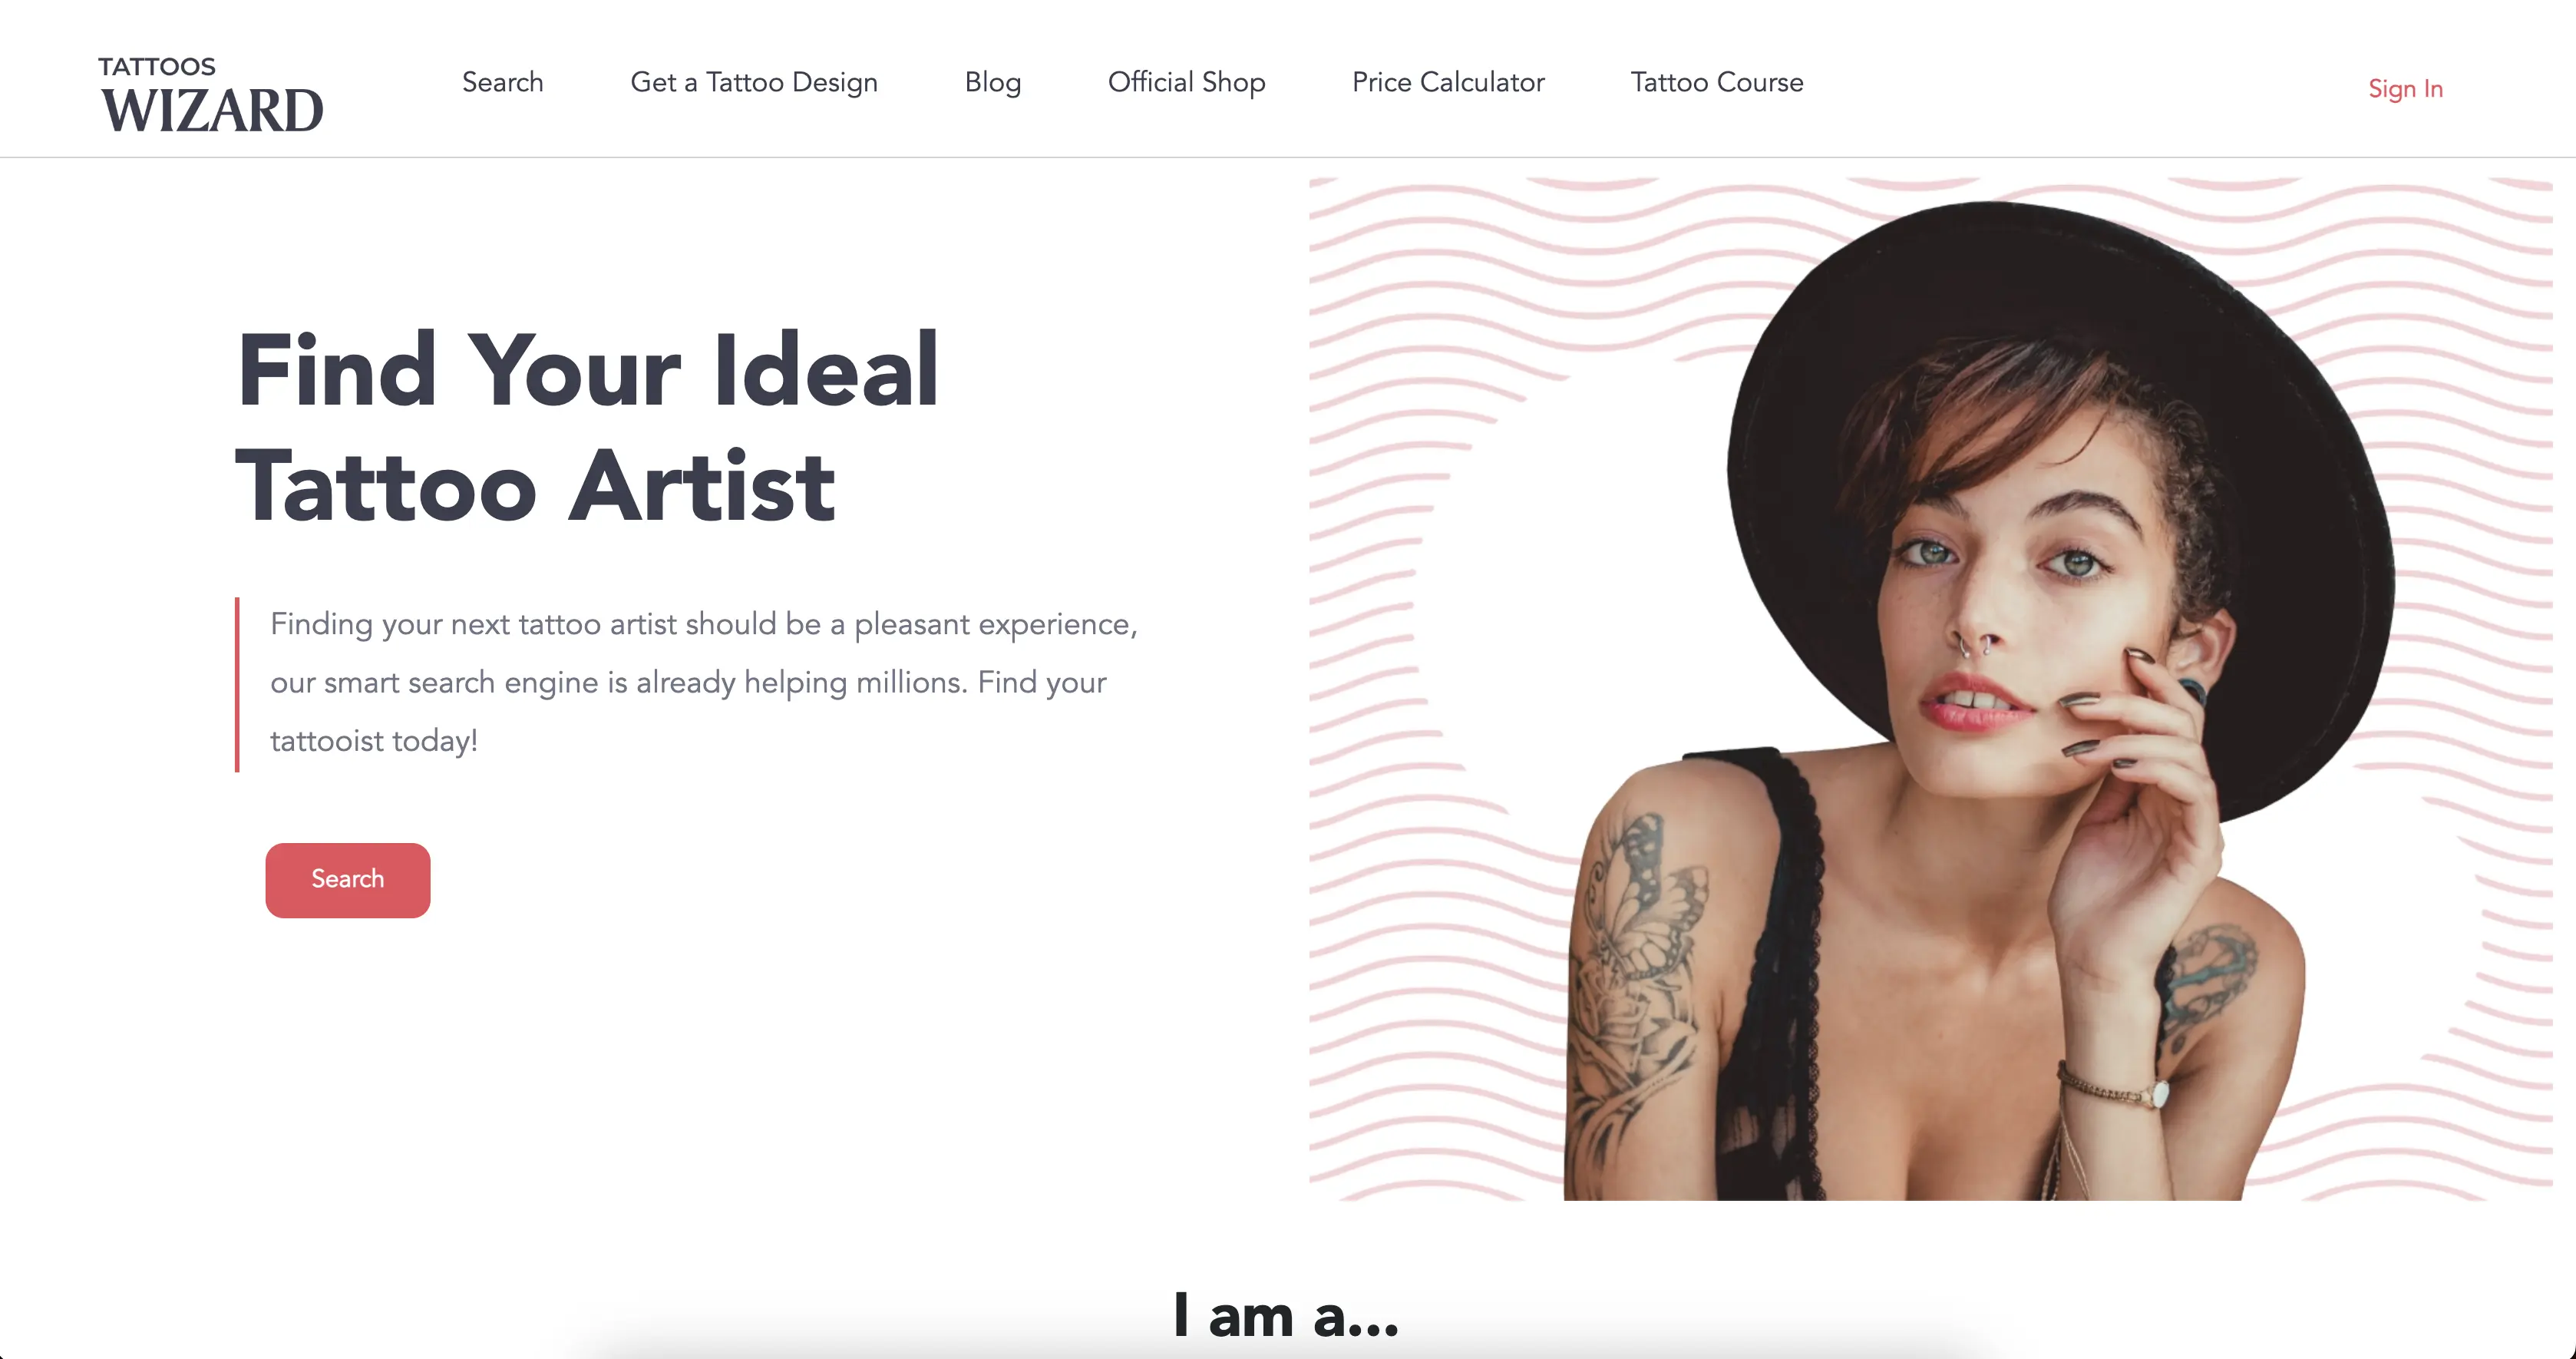 TATTOOS
WIZARD
Search
Get a Tattoo Design
Blog
Official Shop
Price Calculator
Tattoo Course
Sign In
Find Your Ideal
Tattoo Artist
Finding your next tattoo artist should be a pleasant experience,
our smart search engine is already helping millions. Find your
tattooist today!
Search
I am a...